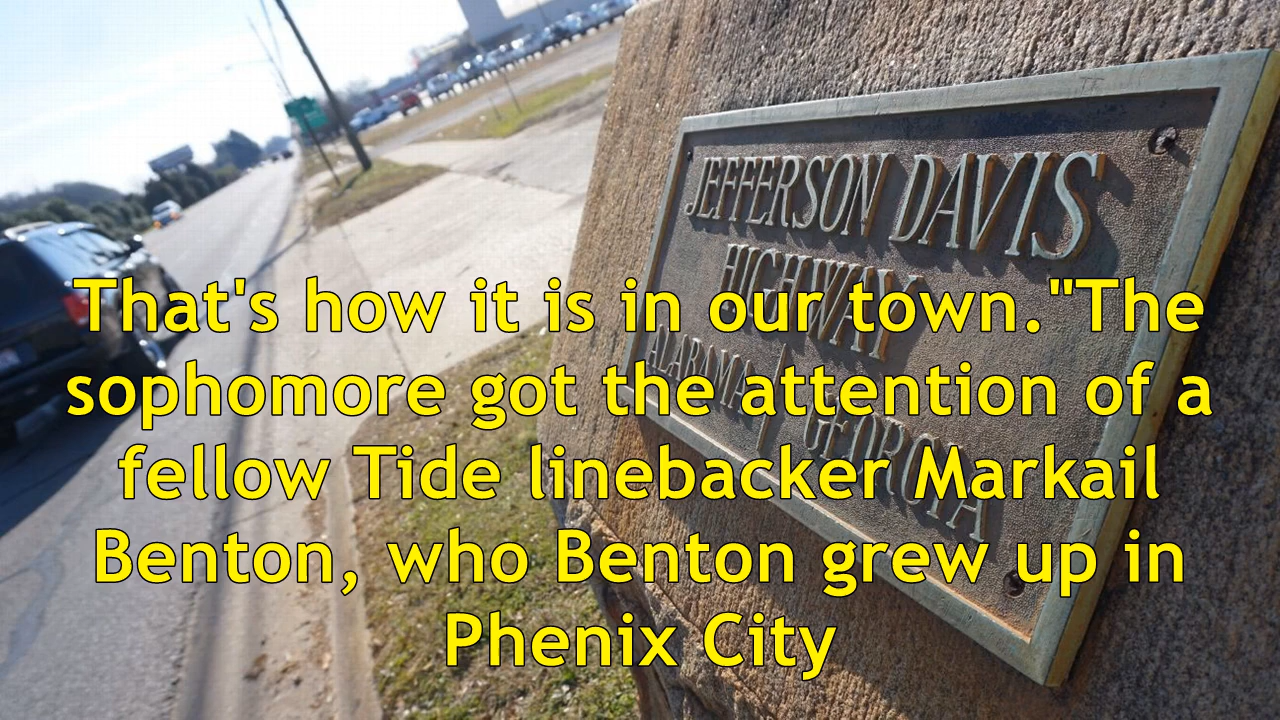 JEFFERSON DAVIS
HIGHWAY
ALABAMA GEORGIA
That's how it is in our town."The
sophomore got the attention of a
fellow Tide linebacker Markail
Benton, who Benton grew up in
Phenix City